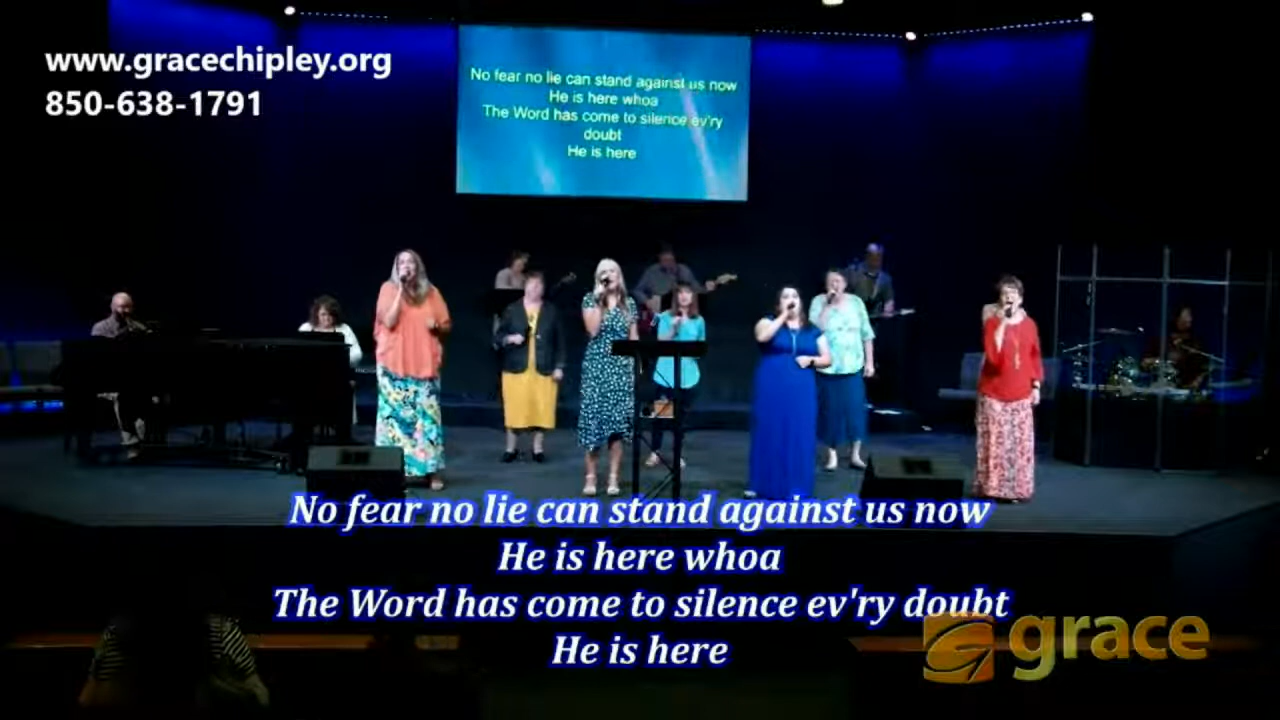 www.gracechipley.org
850-638-1791
No fear no lie can stand against us now
He is here whoa
The Word has come to silence ev'ry
doubt
He is here
No fear no lie can stand against us now
He is here whoa
The Word has come to silence ev'ry doubt
He is here
grace